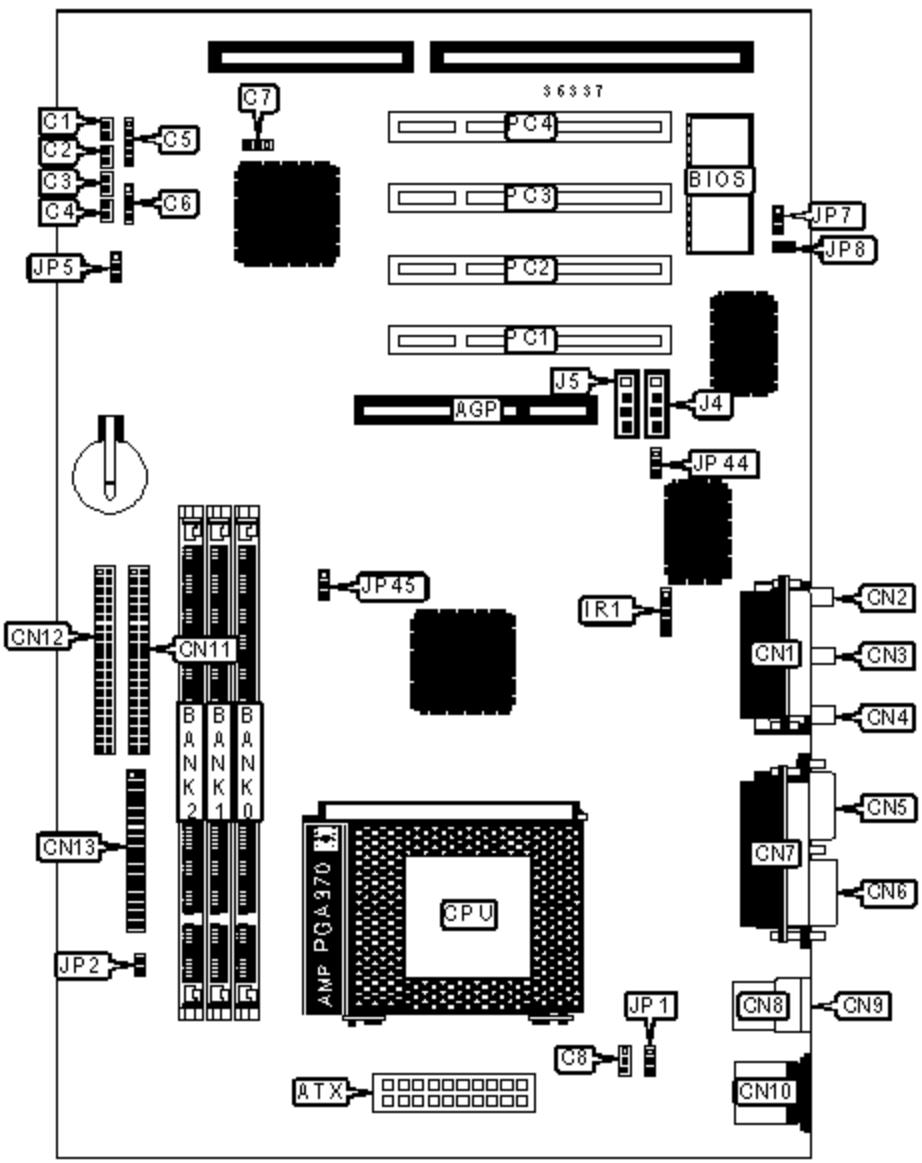 36337
C7
C1
PC4
C5
C2
C3
BIOS
PC3
C6
C4
JP7
JP8
JP5
PC2
PC1
J5
J4
AGP
JP44
JP45
CN2
IR1
CN12
CN11
CN1
CN3
CN4
BANK2
BANK1
BANK0
CN5
CN13
CN7
CN6
AMP PGA370
CPU
JP2
JP1
CN8
CN9
C8
ATX
CN10